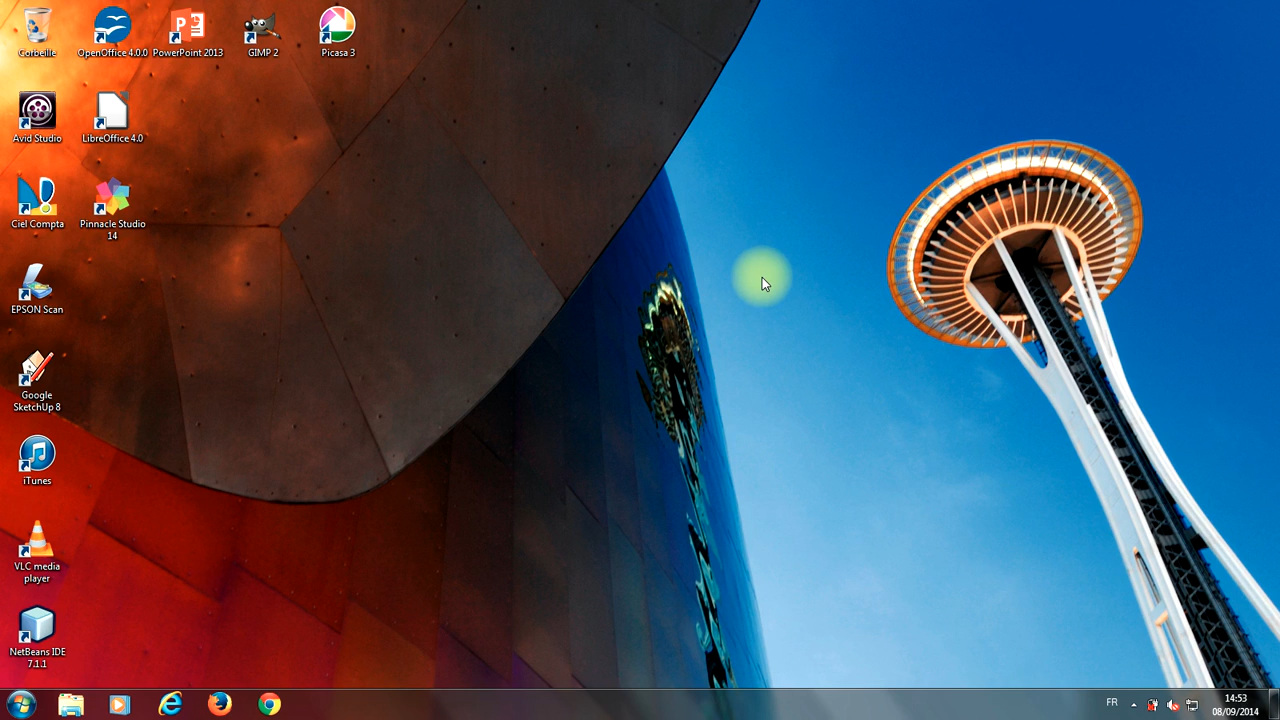 Corbeille
OpenOffice 4.0.0
PowerPoint 2013
GIMP 2
Picasa 3
Avid Studio
LibreOffice 4.0
Ciel Compta
Pinnacle Studio
14
EPSON Scan
Google
SketchUp 8
iTunes
VLC media
player
NetBeans IDE
7.1.1
FR
14:53
08/09/2014